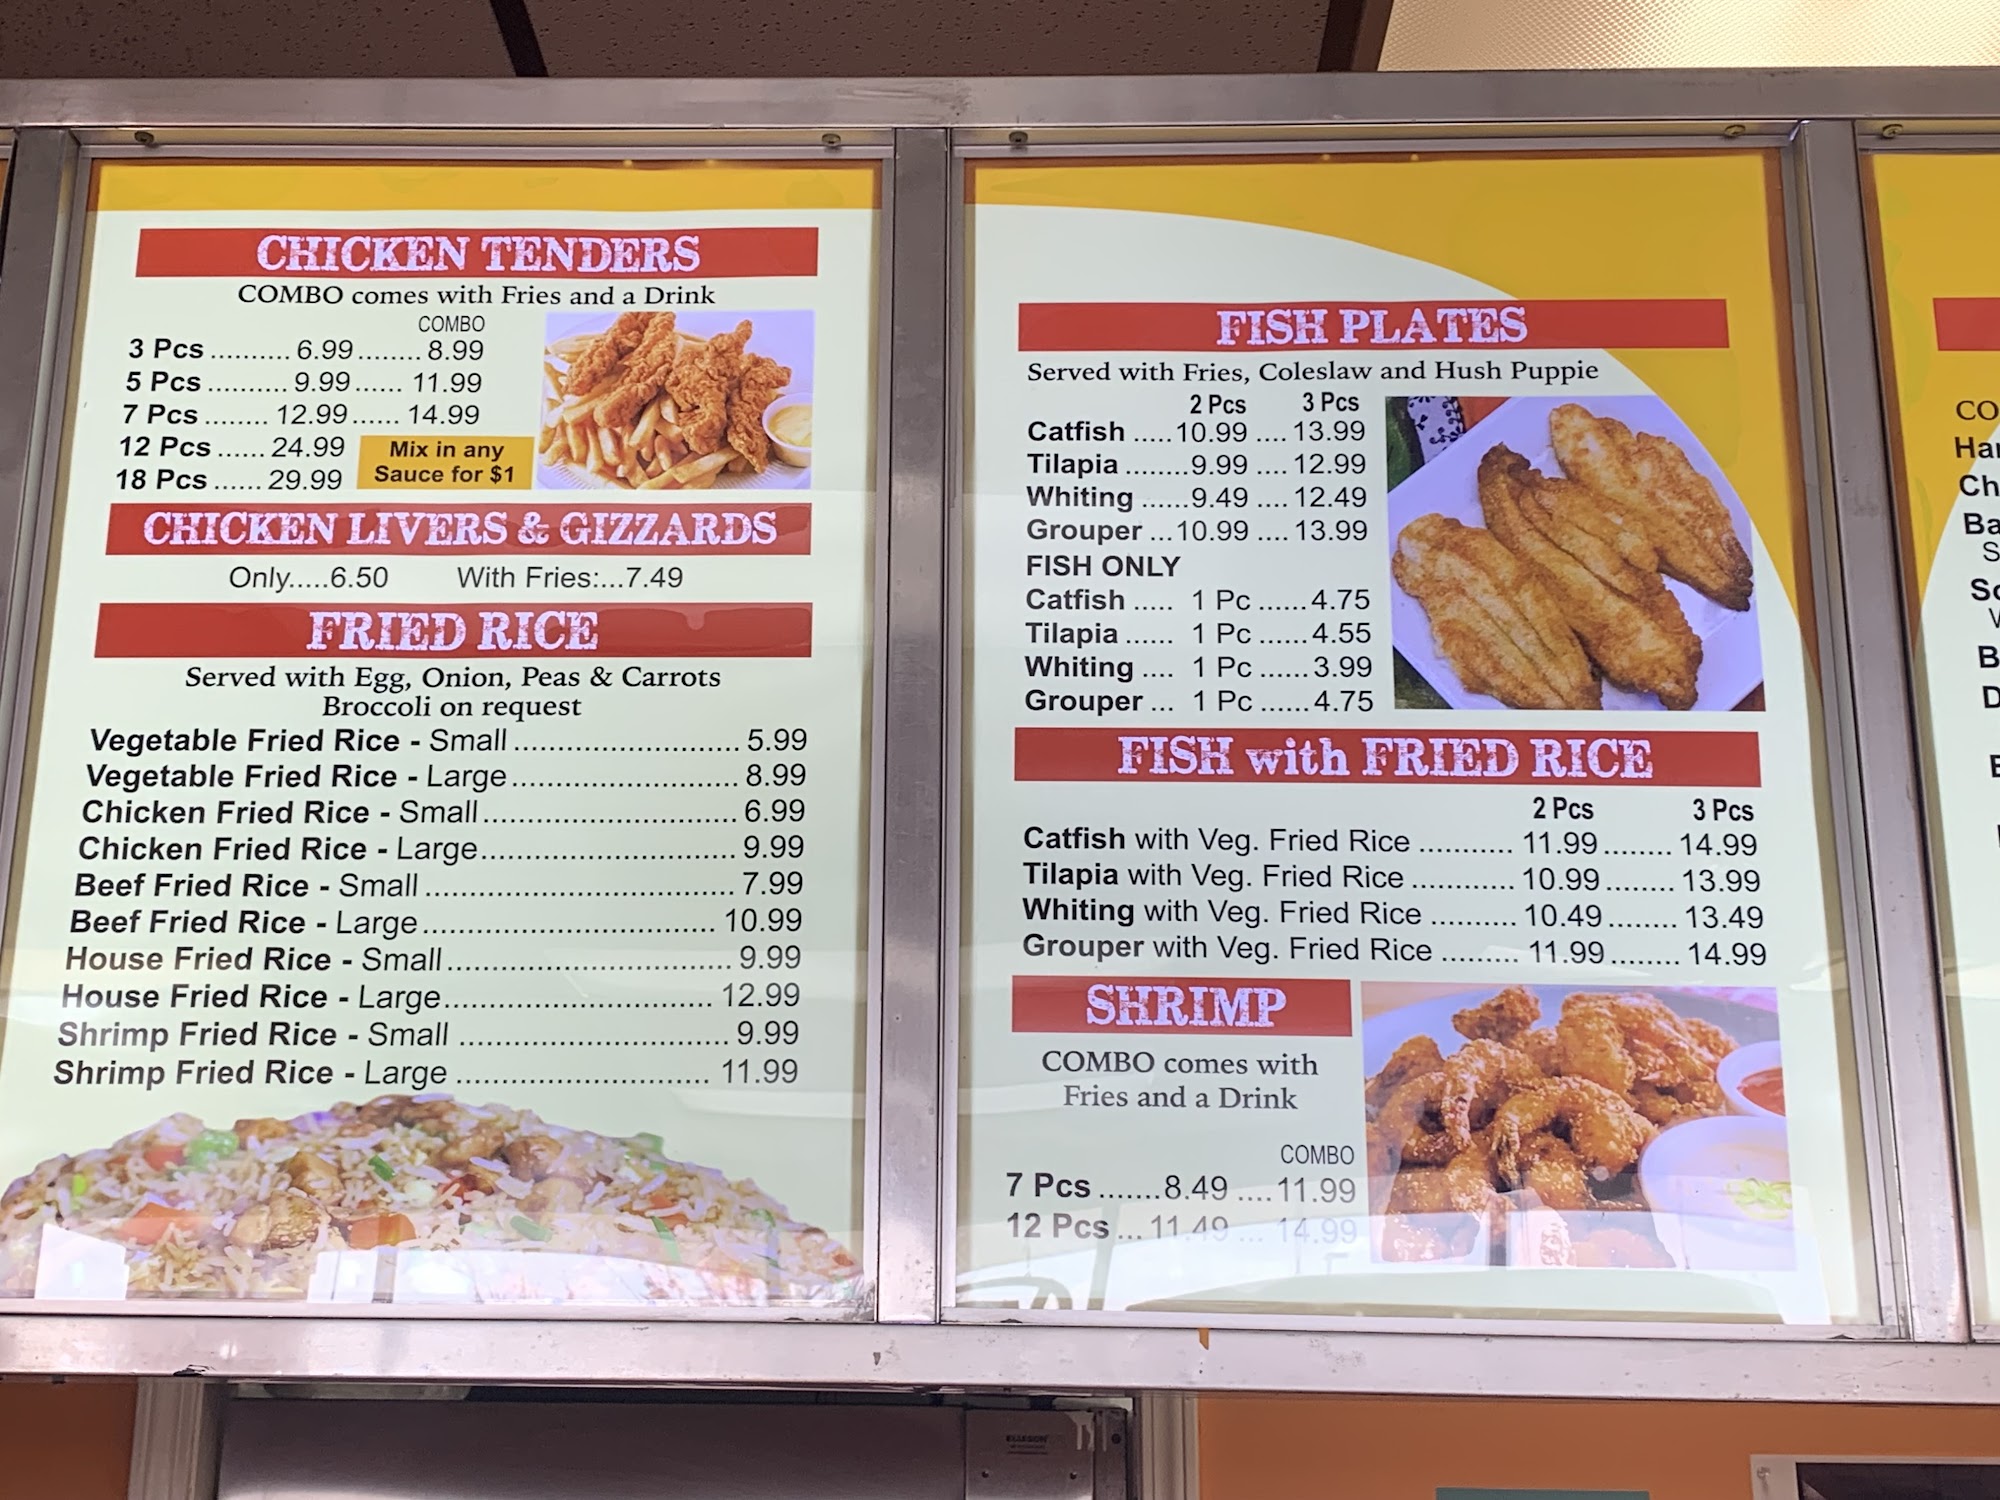 CHICKEN TENDERS
COMBO comes with Fries and a Drink
COMBO
3 Pcs .......... 6.99 ........ 8.99
5 Pcs .......... 9.99 ...... 11.99
7 Pcs ........ 12.99 ...... 14.99
12 Pcs ...... 24.99
18 Pcs ...... 29.99
Mix in any
Sauce for $1
CHICKEN LIVERS & GIZZARDS
Only.....6.50 With Fries:...7.49
FRIED RICE
Served with Egg, Onion, Peas & Carrots
Broccoli on request
Vegetable Fried Rice - Small ............................ 5.99
Vegetable Fried Rice - Large ............................ 8.99
Chicken Fried Rice - Small ............................... 6.99
Chicken Fried Rice - Large ............................... 9.99
Beef Fried Rice - Small ...................................... 7.99
Beef Fried Rice - Large .................................... 10.99
House Fried Rice - Small ................................... 9.99
House Fried Rice - Large ................................. 12.99
Shrimp Fried Rice - Small ................................. 9.99
Shrimp Fried Rice - Large ............................... 11.99
FISH PLATES
Served with Fries, Coleslaw and Hush Puppie
2 Pcs 3 Pcs
Catfish .....10.99 .... 13.99
Tilapia ........9.99 .... 12.99
Whiting ......9.49 .... 12.49
Grouper ...10.99 .... 13.99
FISH ONLY
Catfish ..... 1 Pc ...... 4.75
Tilapia ...... 1 Pc ...... 4.55
Whiting .... 1 Pc ...... 3.99
Grouper ... 1 Pc ...... 4.75
FISH with FRIED RICE
2 Pcs 3 Pcs
Catfish with Veg. Fried Rice ........... 11.99 ........ 14.99
Tilapia with Veg. Fried Rice ............ 10.99 ........ 13.99
Whiting with Veg. Fried Rice .......... 10.49 ........ 13.49
Grouper with Veg. Fried Rice ......... 11.99 ........ 14.99
SHRIMP
COMBO comes with
Fries and a Drink
COMBO
7 Pcs .......8.49 ....11.99
12 Pcs ... 11.49 ... 14.99